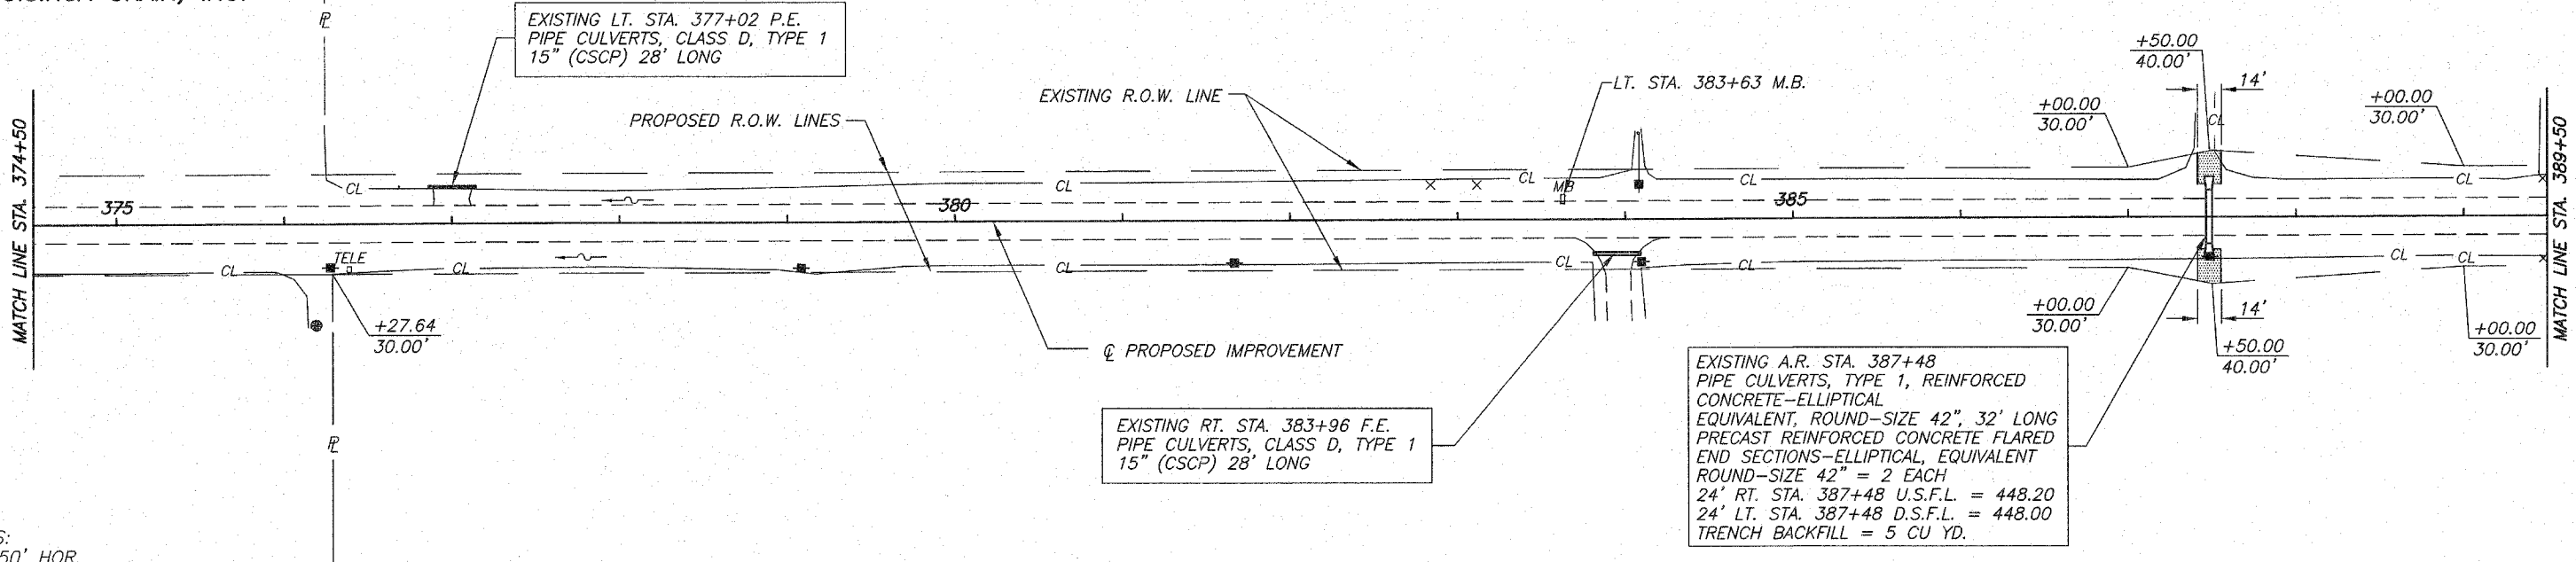 EXISTING LT. STA. 377+02 P.E.
PIPE CULVERTS, CLASS D, TYPE 1
15" (CSCP) 28' LONG
PROPOSED R.O.W. LINES
EXISTING R.O.W. LINE
LT. STA. 383+63 M.B.
+50.00
40.00'
14'
+00.00
30.00'
+00.00
30.00'
MATCH LINE STA. 374+50
MATCH LINE STA. 389+50
⅊
CL
CL
CL
CL
CL
CL
CL
MB
375
380
385
TELE
CL
CL
CL
CL
CL
CL
CL
CL
+27.64
30.00'
℄ PROPOSED IMPROVEMENT
+00.00
30.00'
14'
+50.00
40.00'
+00.00
30.00'
⅊
EXISTING RT. STA. 383+96 F.E.
PIPE CULVERTS, CLASS D, TYPE 1
15" (CSCP) 28' LONG
EXISTING A.R. STA. 387+48
PIPE CULVERTS, TYPE 1, REINFORCED
CONCRETE-ELLIPTICAL
EQUIVALENT, ROUND-SIZE 42", 32' LONG
PRECAST REINFORCED CONCRETE FLARED
END SECTIONS-ELLIPTICAL, EQUIVALENT
ROUND-SIZE 42" = 2 EACH
24' RT. STA. 387+48 U.S.F.L. = 448.20
24' LT. STA. 387+48 D.S.F.L. = 448.00
TRENCH BACKFILL = 5 CU YD.
50' HOR.